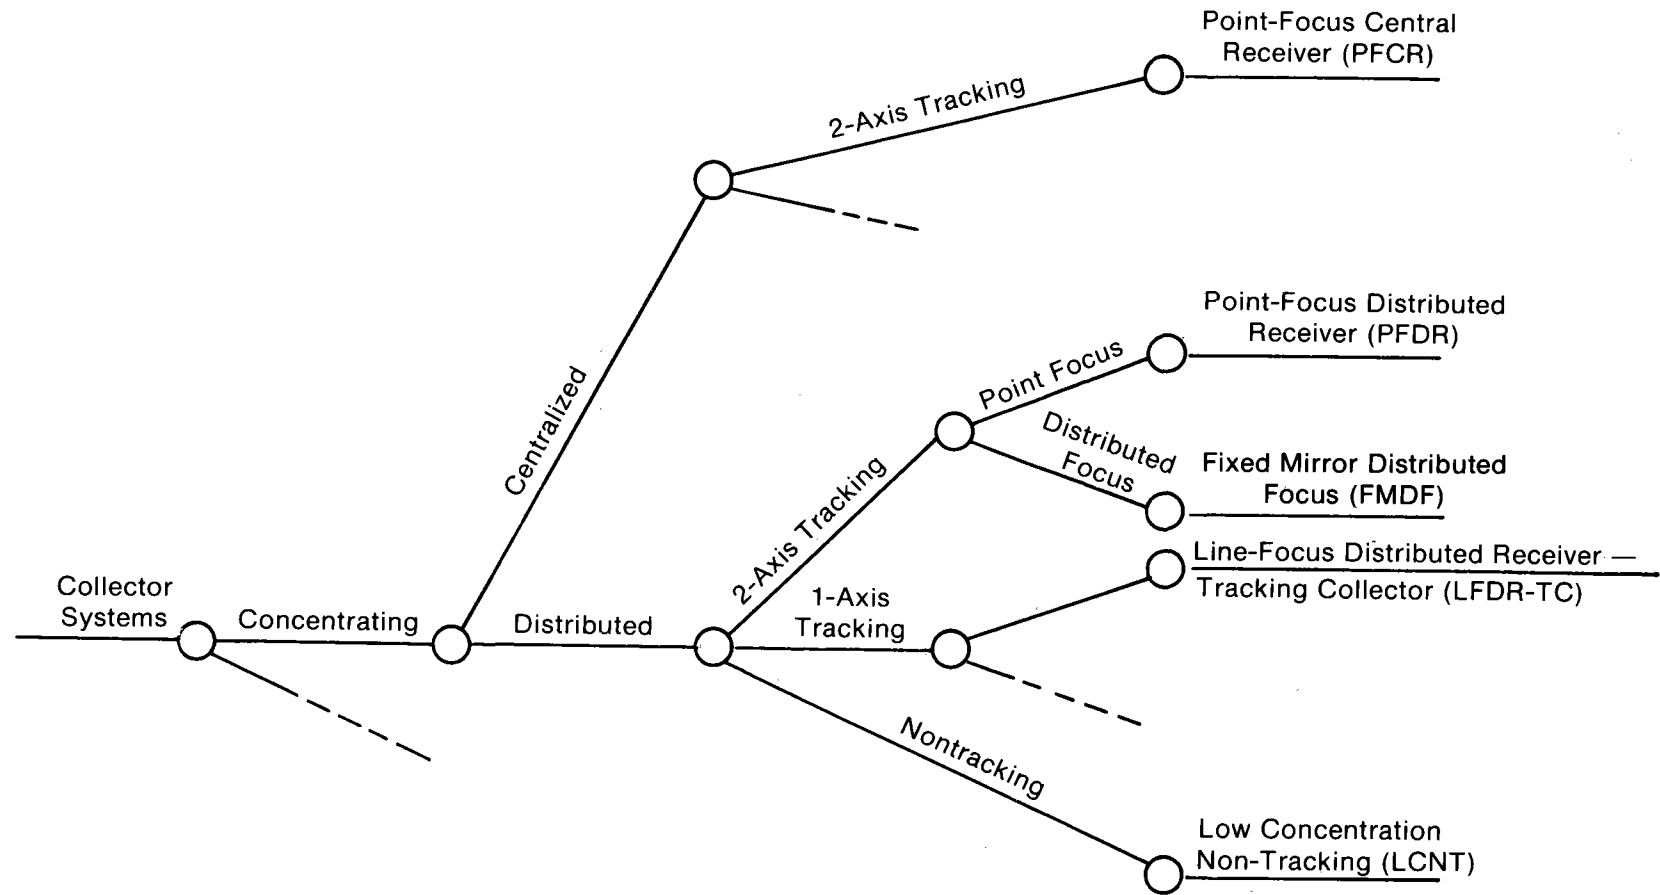 Point-Focus Central
Receiver (PFCR)
2-Axis Tracking
Centralized
Point-Focus Distributed
Receiver (PFDR)
Point Focus
Distributed
Focus
Fixed Mirror Distributed
Focus (FMDF)
2-Axis Tracking
Line-Focus Distributed Receiver —
Tracking Collector (LFDR-TC)
Collector
Systems
Concentrating
Distributed
1-Axis
Tracking
Nontracking
Low Concentration
Non-Tracking (LCNT)